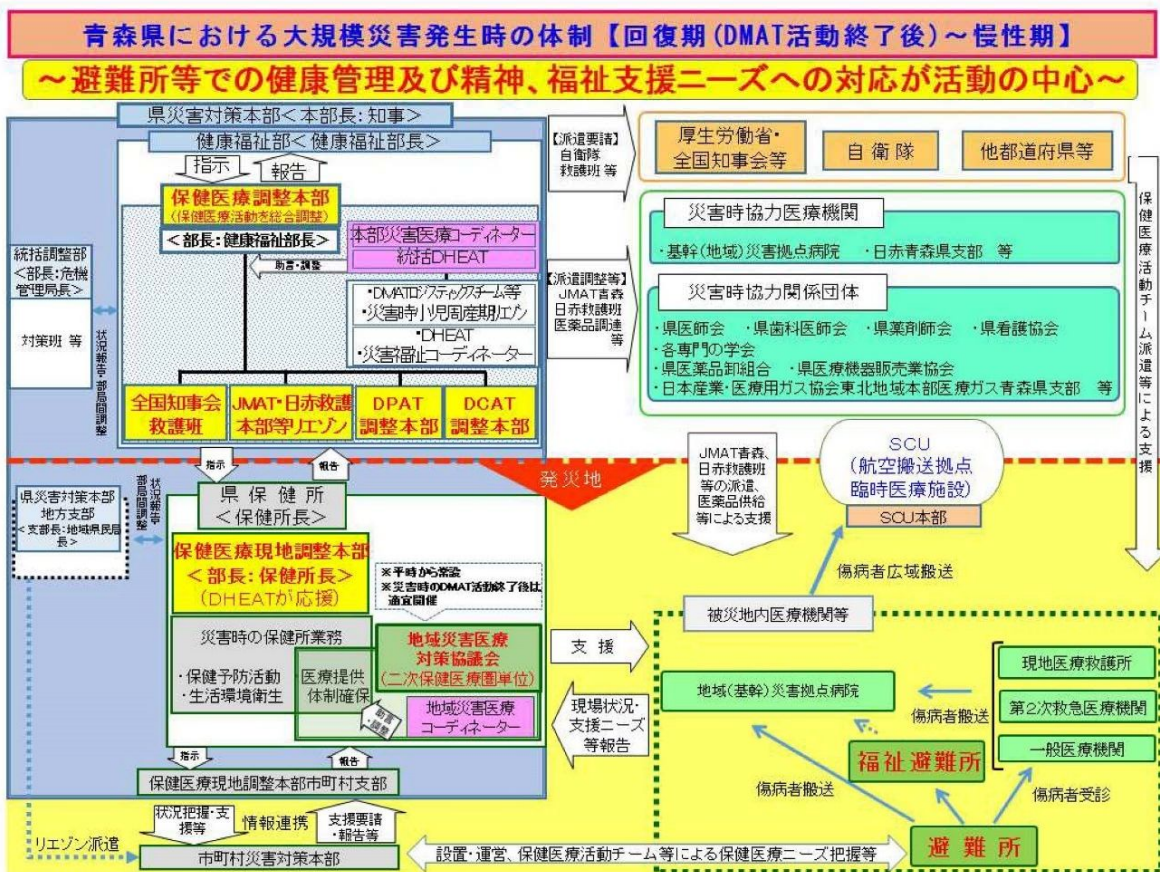 青森県における大規模災害発生時の体制【回復期(DMAT活動終了後)～慢性期】
～避難所等での健康管理及び精神、福祉支援ニーズへの対応が活動の中心～
県災害対策本部＜本部長:知事＞
健康福祉部＜健康福祉部長＞
指示
報告
保健医療調整本部
(保健医療活動を総合調整)
＜部長:健康福祉部長＞
本部災害医療コーディネーター
統括DHEAT
助言・調整
・DMATロジスティックスチーム等
・災害時小児周産期リエゾン
・DHEAT
・災害福祉コーディネーター
統括調整部
＜部長:危機
管理局長＞
対策班 等
状況報告・部局間調整
全国知事会
救護班
JMAT・日赤救護
本部等リエゾン
DPAT
調整本部
DCAT
調整本部
【派遣要請】
自衛隊
救護班 等
厚生労働省・
全国知事会等
自衛隊
他都道府県等
【派遣調整等】
JMAT青森
日赤救護班
医薬品調達
等
災害時協力医療機関
・基幹(地域)災害拠点病院
・日赤青森県支部 等
災害時協力関係団体
・県医師会 ・県歯科医師会 ・県薬剤師会 ・県看護協会
・各専門の学会
・県医薬品卸組合 ・県医療機器販売業協会
・日本産業・医療用ガス協会東北地域本部医療ガス青森県支部 等
保健医療活動チーム派遣等による支援
指示
報告
発災地
JMAT青森、
日赤救護班
等の派遣、
医薬品供給
等による支援
SCU
(航空搬送拠点
臨時医療施設)
SCU本部
県災害対策本部
地方支部
＜支部長:地域県民局
長＞
状況報告・
部局間調整
県保健所
＜保健所長＞
保健医療現地調整本部
＜部長:保健所長＞
(DHEATが応援)
※平時から常設
※災害時のDMAT活動終了後は
適宜開催
災害時の保健所業務
・保健予防活動
・生活環境衛生
・医療提供
体制確保
地域災害医療
対策協議会
(二次保健医療圏単位)
地域災害医療
コーディネーター
助言・調整
支援
現場状況・
支援ニーズ
等報告
傷病者広域搬送
被災地内医療機関等
地域(基幹)災害拠点病院
現地医療救護所
第2次救急医療機関
一般医療機関
傷病者搬送
福祉避難所
傷病者搬送
傷病者受診
避難所
指示
報告
保健医療現地調整本部市町村支部
状況把握・支
援等
情報連携
支援要請
・報告等
リエゾン派遣
市町村災害対策本部
設置・運営、保健医療活動チーム等による保健医療ニーズ把握等